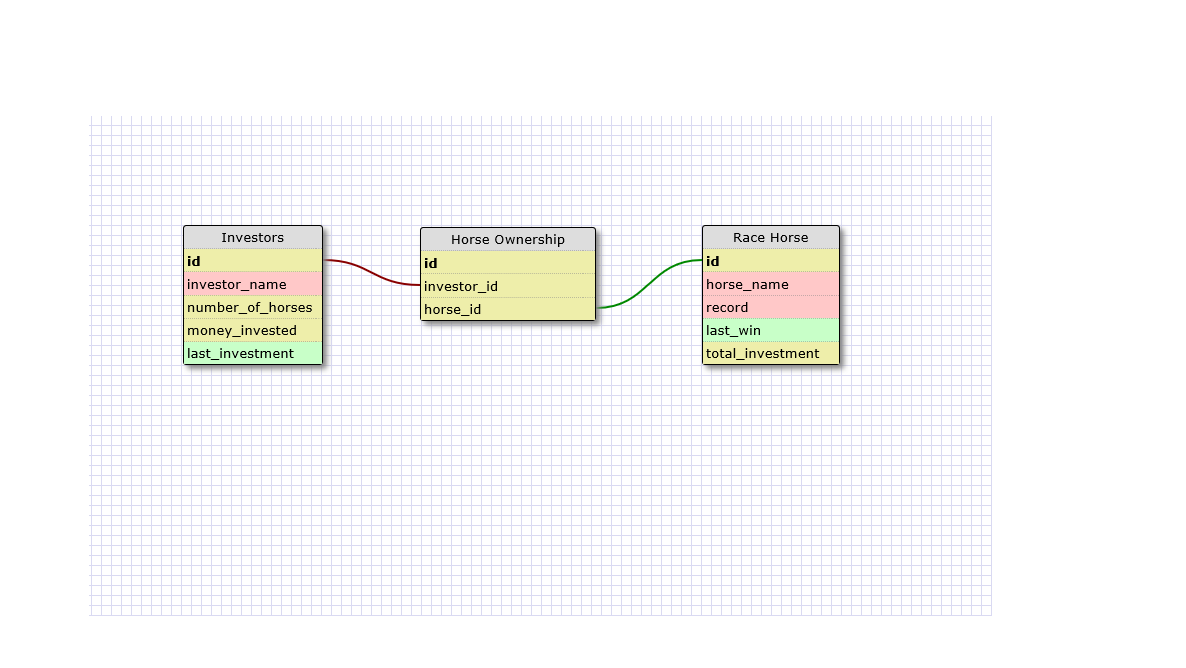 Investors
id
investor_name
number_of_horses
money_invested
last_investment
Horse Ownership
id
investor_id
horse_id
Race Horse
id
horse_name
record
last_win
total_investment